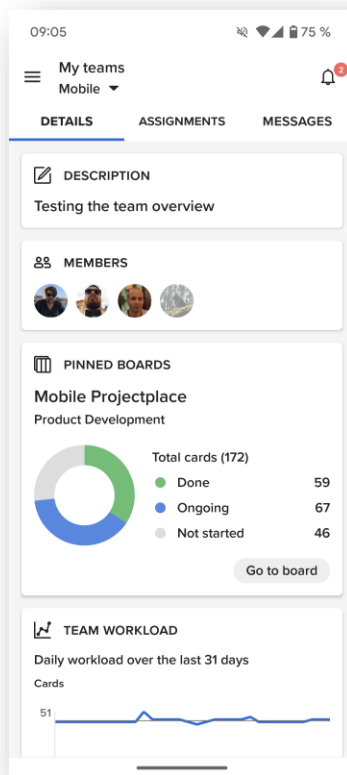 09:05
75 %
My teams
2
Mobile
DETAILS
ASSIGNMENTS
MESSAGES
DESCRIPTION
Testing the team overview
MEMBERS
PINNED BOARDS
Mobile Projectplace
Product Development
Total cards (172)
Done 59
Ongoing 67
Not started 46
Go to board
TEAM WORKLOAD
Daily workload over the last 31 days
Cards
51